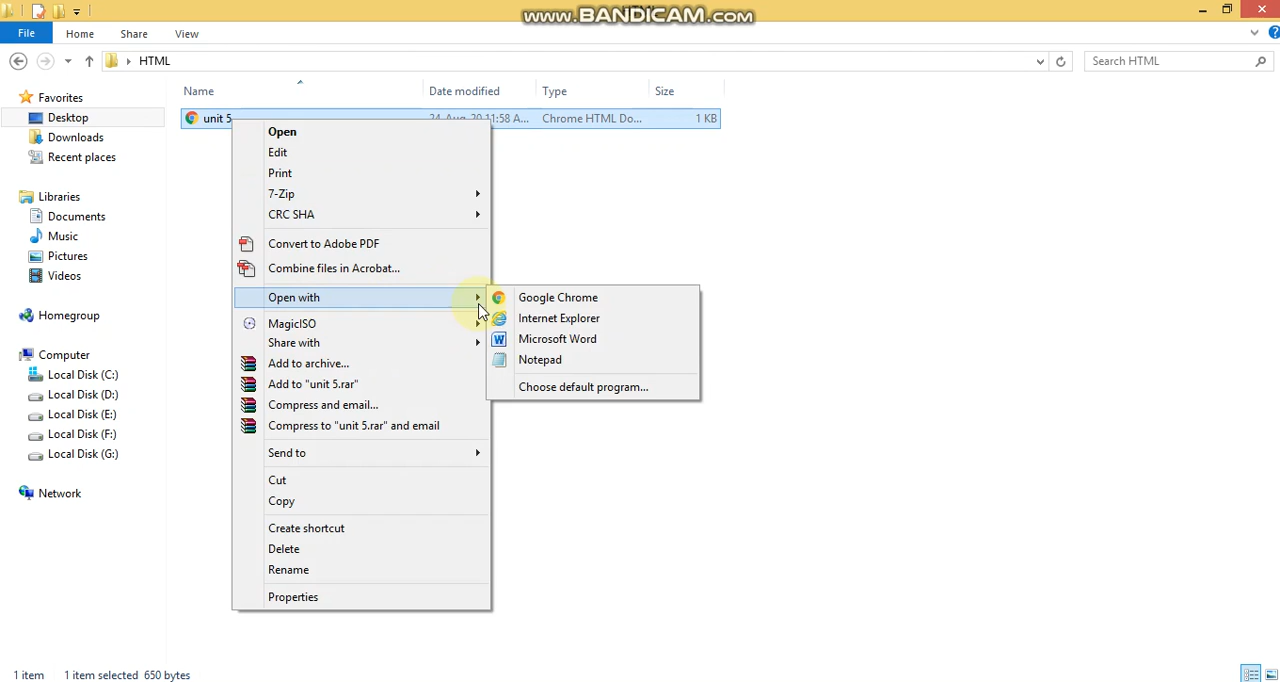 www.BANDICAM.com
File
Home
Share
View
HTML
Search HTML
Name
Date modified
Type
Size
Favorites
Desktop
Downloads
Recent places
Libraries
Documents
Music
Pictures
Videos
Homegroup
Computer
Local Disk (C:)
Local Disk (D:)
Local Disk (E:)
Local Disk (F:)
Local Disk (G:)
Network
unit 5
24-Aug-20 11:58 A...
Chrome HTML Do...
1 KB
Open
Edit
Print
7-Zip
CRC SHA
Convert to Adobe PDF
Combine files in Acrobat...
Open with
MagicISO
Share with
Add to archive...
Add to "unit 5.rar"
Compress and email...
Compress to "unit 5.rar" and email
Send to
Cut
Copy
Create shortcut
Delete
Rename
Properties
Google Chrome
Internet Explorer
Microsoft Word
Notepad
Choose default program...
1 item
1 item selected
650 bytes